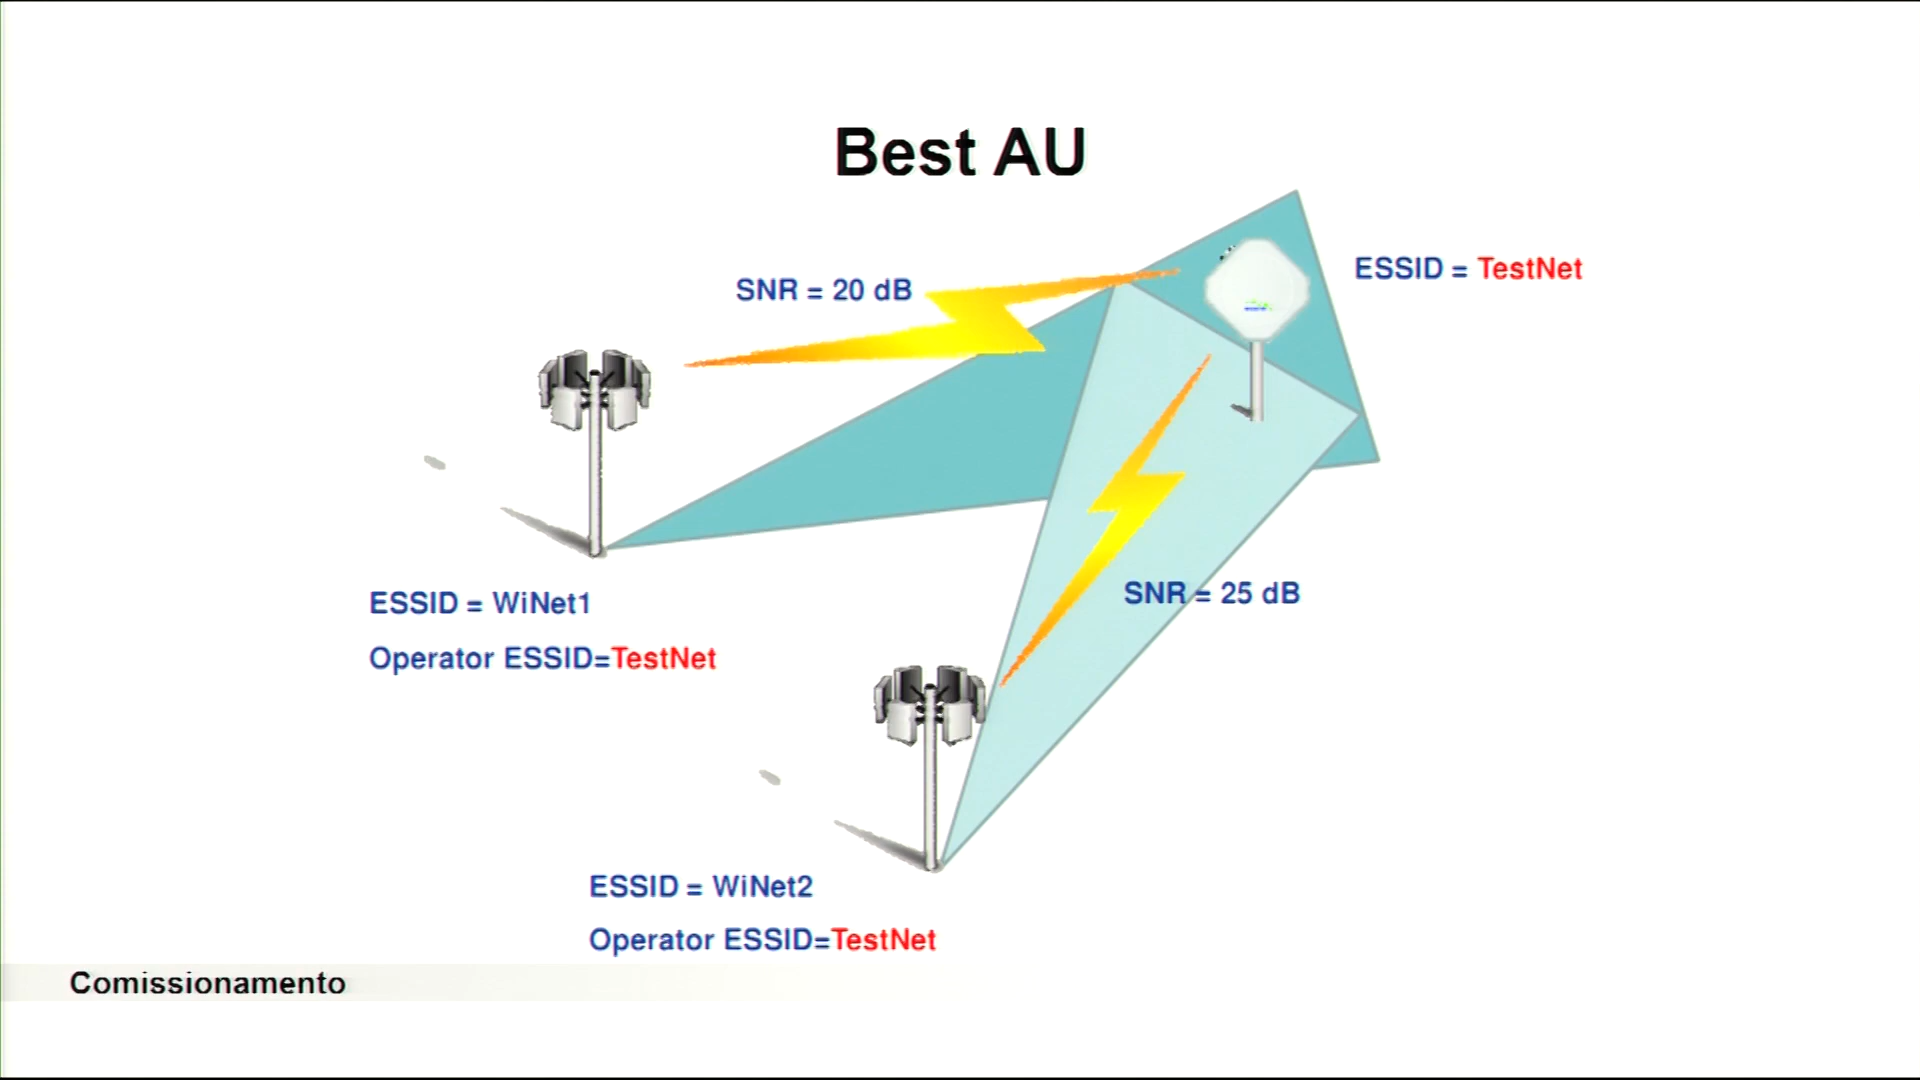 Best AU
SNR = 20 dB
ESSID = TestNet
SNR = 25 dB
ESSID = WiNet1
Operator ESSID=TestNet
ESSID = WiNet2
Operator ESSID=TestNet
Comissionamento